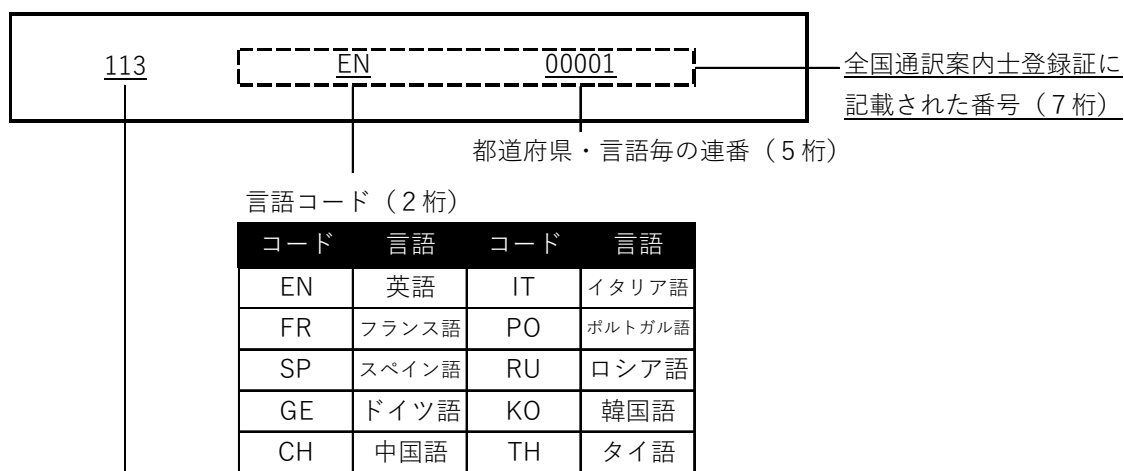 113 EN 00001
全国通訳案内士登録証に
記載された番号（７桁）
都道府県・言語毎の連番（５桁）
言語コード（２桁）
コード 言語 コード 言語
EN 英語 IT イタリア語
FR フランス語 PO ポルトガル語
SP スペイン語 RU ロシア語
GE ドイツ語 KO 韓国語
CH 中国語 TH タイ語